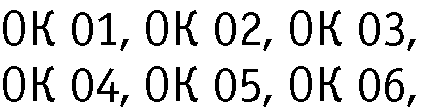 ОК 01, ОК 02, ОК 03,
ОК 04, ОК 05, ОК 06,